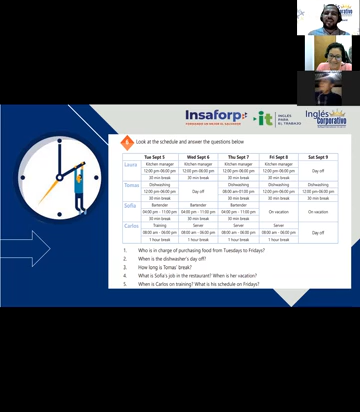 Inglés
Corporativo
Insaforp
FORMANDO UN MEJOR EL SALVADOR
it
INGLÉS
PARA
EL TRABAJO
Inglés
Corporativo
Look at the schedule and answer the questions below
Tue Sept 5 Wed Sept 6 Thu Sept 7 Fri Sept 8 Sat Sept 9
Laura Kitchen manager Kitchen manager Kitchen manager Kitchen manager Day off
12:00 pm-06:00 pm 12:00 pm-06:00 pm 12:00 pm-06:00 pm 12:00 pm-06:00 pm
30 min break 30 min break 30 min break 30 min break
Tomas Dishwashing Day off Dishwashing Dishwashing Dishwashing
12:00 pm-06:00 pm 08:00 am-01:00 pm 12:00 pm-06:00 pm 12:00 pm-06:00 pm
30 min break 30 min break 30 min break 30 min break
Sofia Bartender Bartender Bartender On vacation On vacation
04:00 pm - 11:00 pm 04:00 pm - 11:00 pm 04:00 pm - 11:00 pm
30 min break 30 min break 30 min break
Carlos Training Server Server Server Day off
08:00 am - 06:00 pm 08:00 am - 06:00 pm 08:00 am - 06:00 pm 08:00 am - 06:00 pm
1 hour break 1 hour break 1 hour break 1 hour break
1. Who is in charge of purchasing food from Tuesdays to Fridays?
2. When is the dishwasher's day off?
3. How long is Tomas' break?
4. What is Sofia's job in the restaurant? When is her vacation?
5. When is Carlos on training? What is his schedule on Fridays?